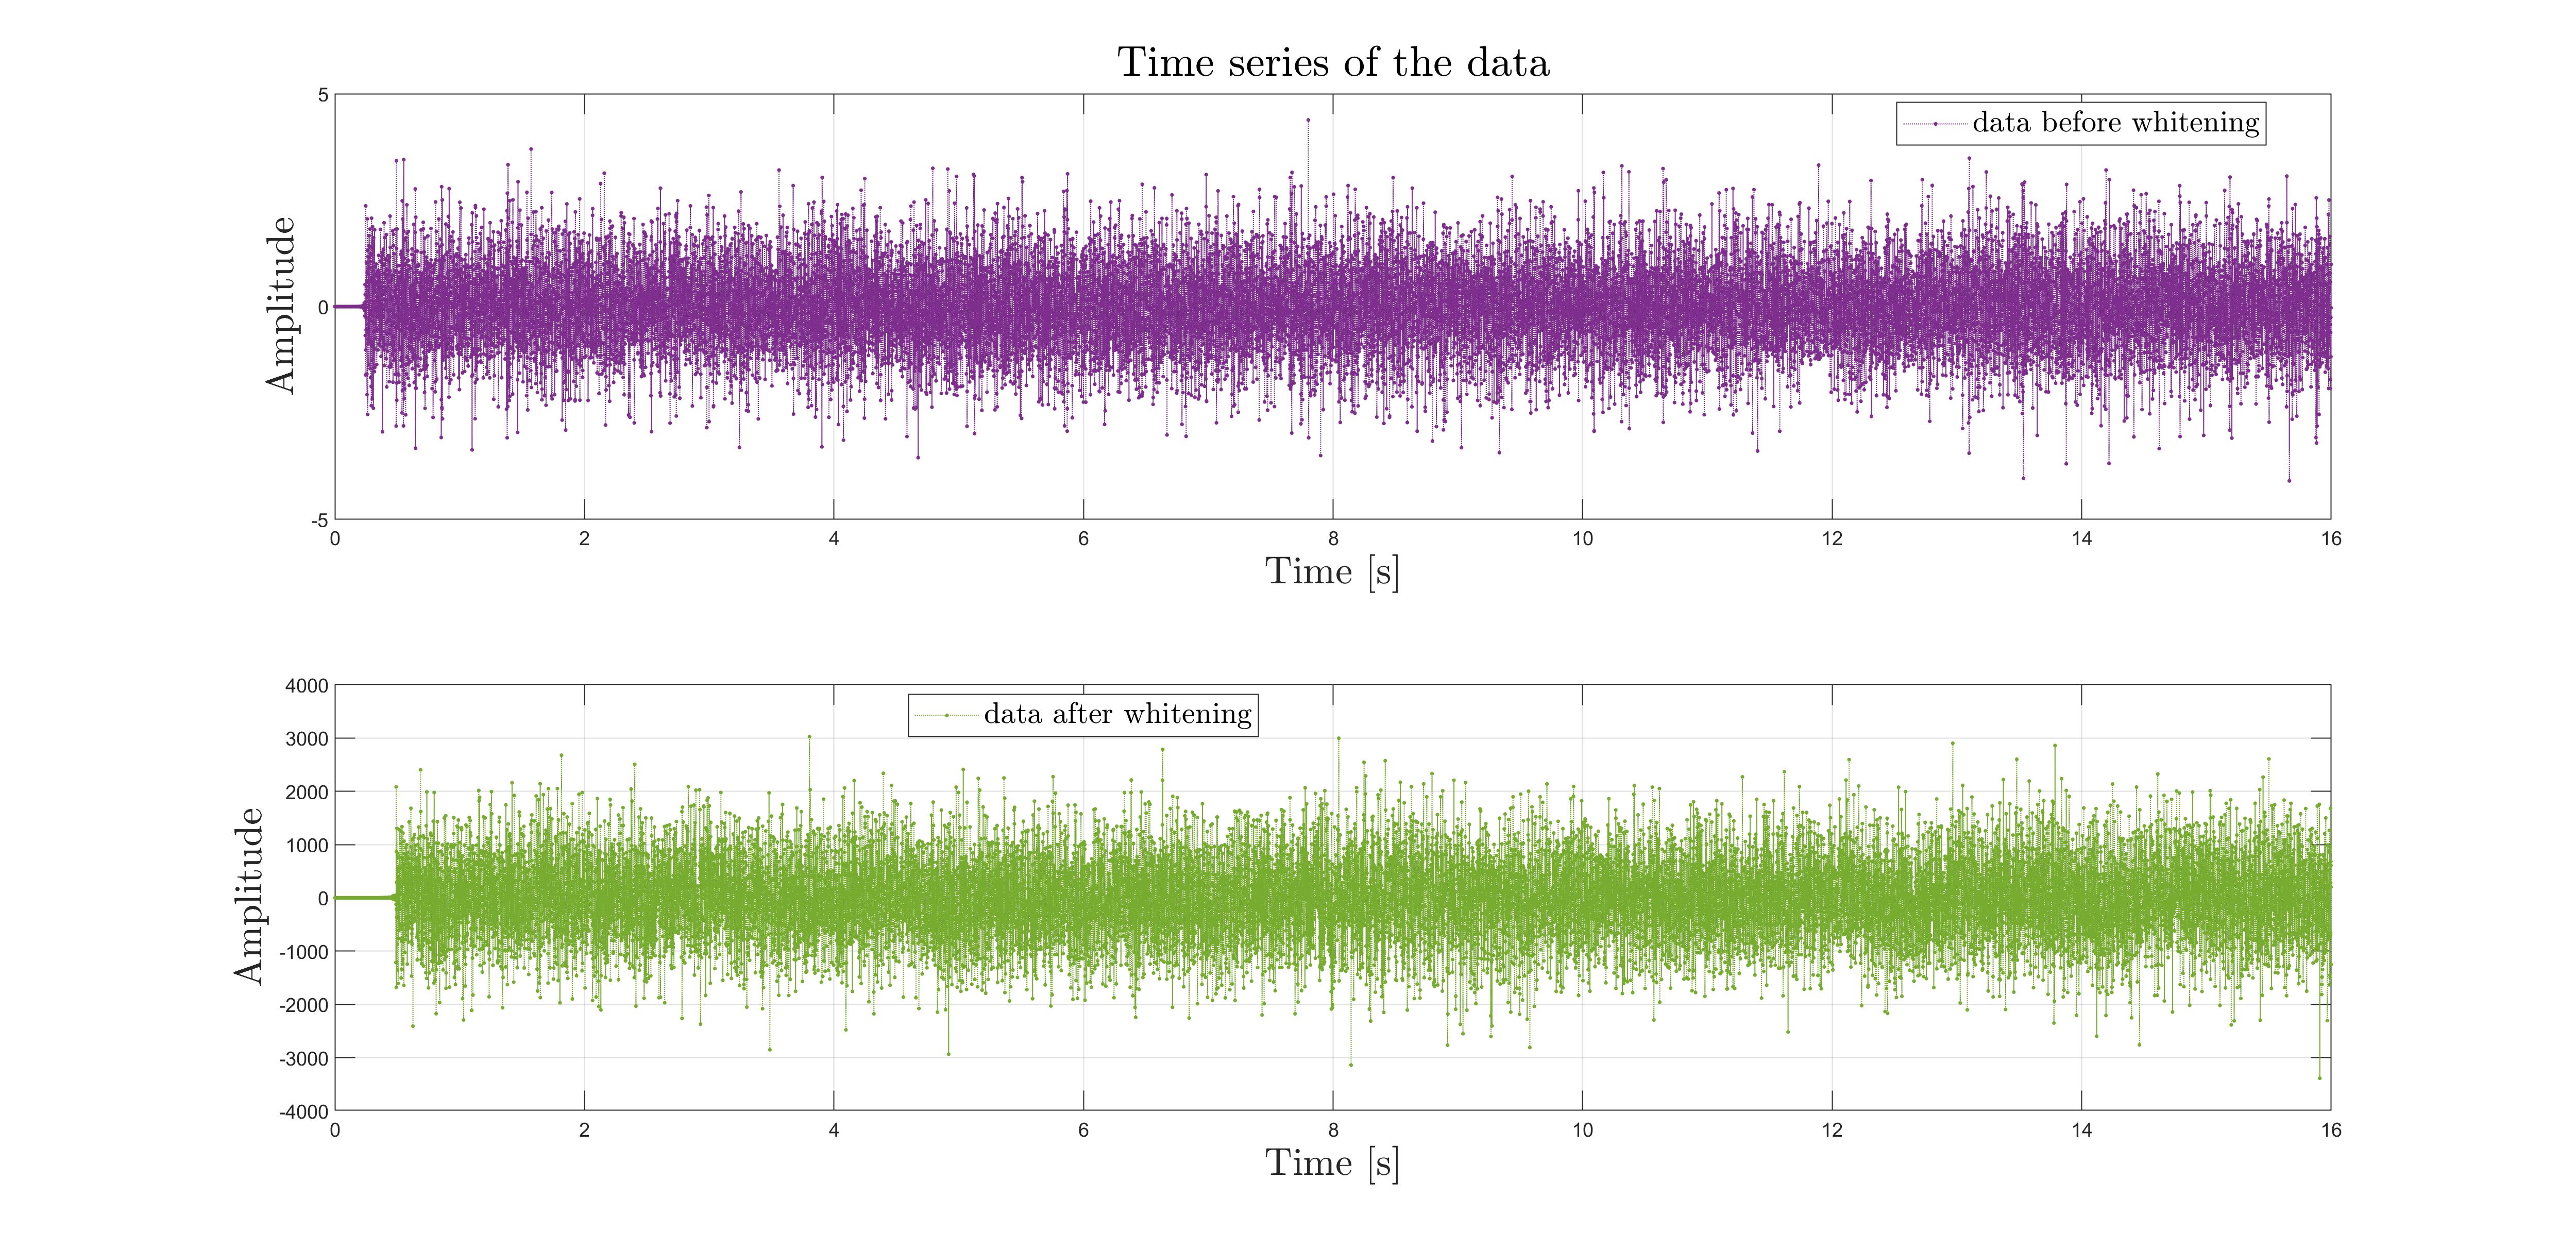 Time series of the data
data before whitening
Amplitude
5
0
-5
0 2 4 6 8 10 12 14 16
Time [s]
data after whitening
Amplitude
4000
3000
2000
1000
0
-1000
-2000
-3000
-4000
0 2 4 6 8 10 12 14 16
Time [s]